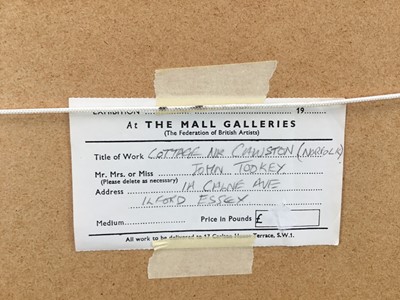 EXHIBITION 19
At THE MALL GALLERIES
(The Federation of British Artists)
Title of Work COTTAGE NR CAWSTON (NORFOLK)
Mr. Mrs. or Miss JOHN TOOKEY
(Please delete as necessary)
Address 1A CALNE AVE
ILFORD ESSEX
Medium Price in Pounds £
All work to be delivered to 17 Carlton House Terrace, S.W.1.